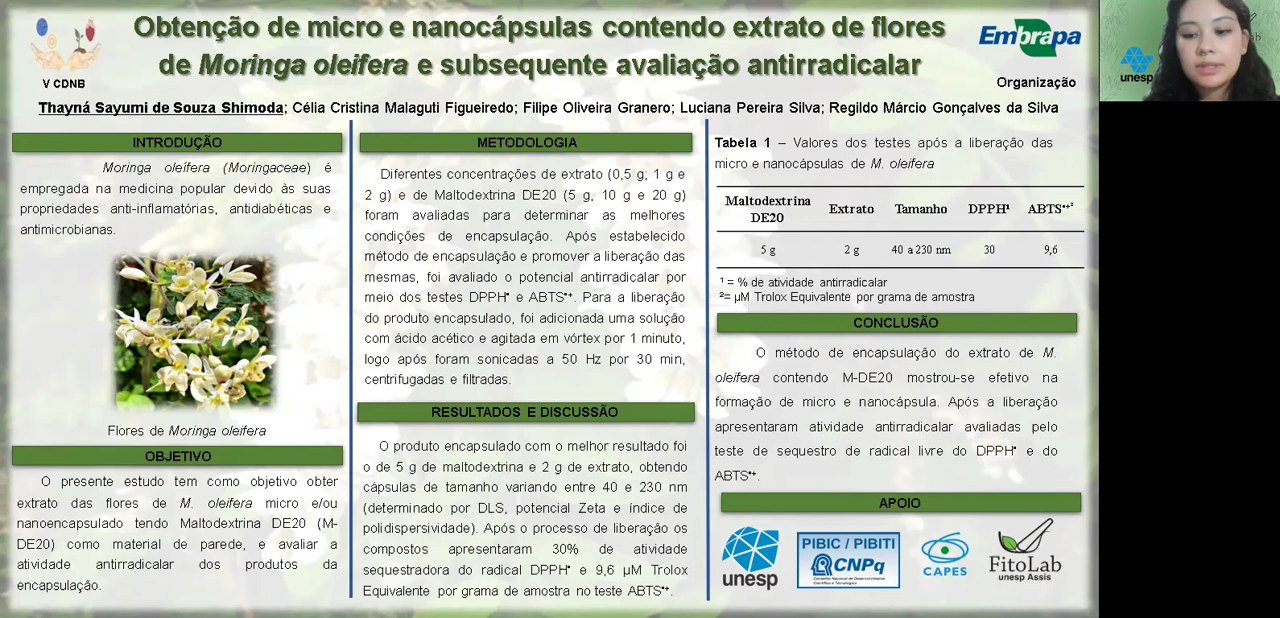 Obtenção de micro e nanocápsulas contendo extrato de flores
de Moringa oleífera e subsequente avaliação antirradicalar
V CDNB
Embrapa
Organização
unesp
Thayná Sayumi de Souza Shimoda; Célia Cristina Malaguti Figueiredo; Filipe Oliveira Granero; Luciana Pereira Silva; Regildo Márcio Gonçalves da Silva
INTRODUÇÃO
Moringa oleífera (Moringaceae) é
empregada na medicina popular devido às suas
propriedades anti-inflamatórias, antidiabéticas e
antimicrobianas.
Flores de Moringa oleífera
OBJETIVO
O presente estudo tem como objetivo obter
extrato das flores de M. oleífera micro e/ou
nanoencapsulado tendo Maltodextrina DE20 (M-
DE20) como material de parede, e avaliar a
atividade antirradicalar dos produtos da
encapsulação.
METODOLOGIA
Diferentes concentrações de extrato (0,5 g; 1 g e
2 g) e de Maltodextrina DE20 (5 g, 10 g e 20 g)
foram avaliadas para determinar as melhores
condições de encapsulação. Após estabelecido
método de encapsulação e promover a liberação das
mesmas, foi avaliado o potencial antirradicalar por
meio dos testes DPPH• e ABTS•+. Para a liberação
do produto encapsulado, foi adicionada uma solução
com ácido acético e agitada em vórtex por 1 minuto,
logo após foram sonicadas a 50 Hz por 30 min,
centrifugadas e filtradas.
RESULTADOS E DISCUSSÃO
O produto encapsulado com o melhor resultado foi
o de 5 g de maltodextrina e 2 g de extrato, obtendo
cápsulas de tamanho variando entre 40 e 230 nm
(determinado por DLS, potencial Zeta e índice de
polidispersividade). Após o processo de liberação os
compostos apresentaram 30% de atividade
sequestradora do radical DPPH• e 9,6 µM Trolox
Equivalente por grama de amostra no teste ABTS•+.
Tabela 1 – Valores dos testes após a liberação das
micro e nanocápsulas de M. oleífera
Maltodextrina DE20 Extrato Tamanho DPPH¹ ABTS•+²
5 g 2 g 40 a 230 nm 30 9,6
¹ = % de atividade antirradicalar
²= µM Trolox Equivalente por grama de amostra
CONCLUSÃO
O método de encapsulação do extrato de M.
oleifera contendo M-DE20 mostrou-se efetivo na
formação de micro e nanocápsula. Após a liberação
apresentaram atividade antirradicalar avaliadas pelo
teste de sequestro de radical livre do DPPH• e do
ABTS•+.
APOIO
unesp
PIBIC / PIBITI
CNPq
CAPES
FitoLab
unesp Assis